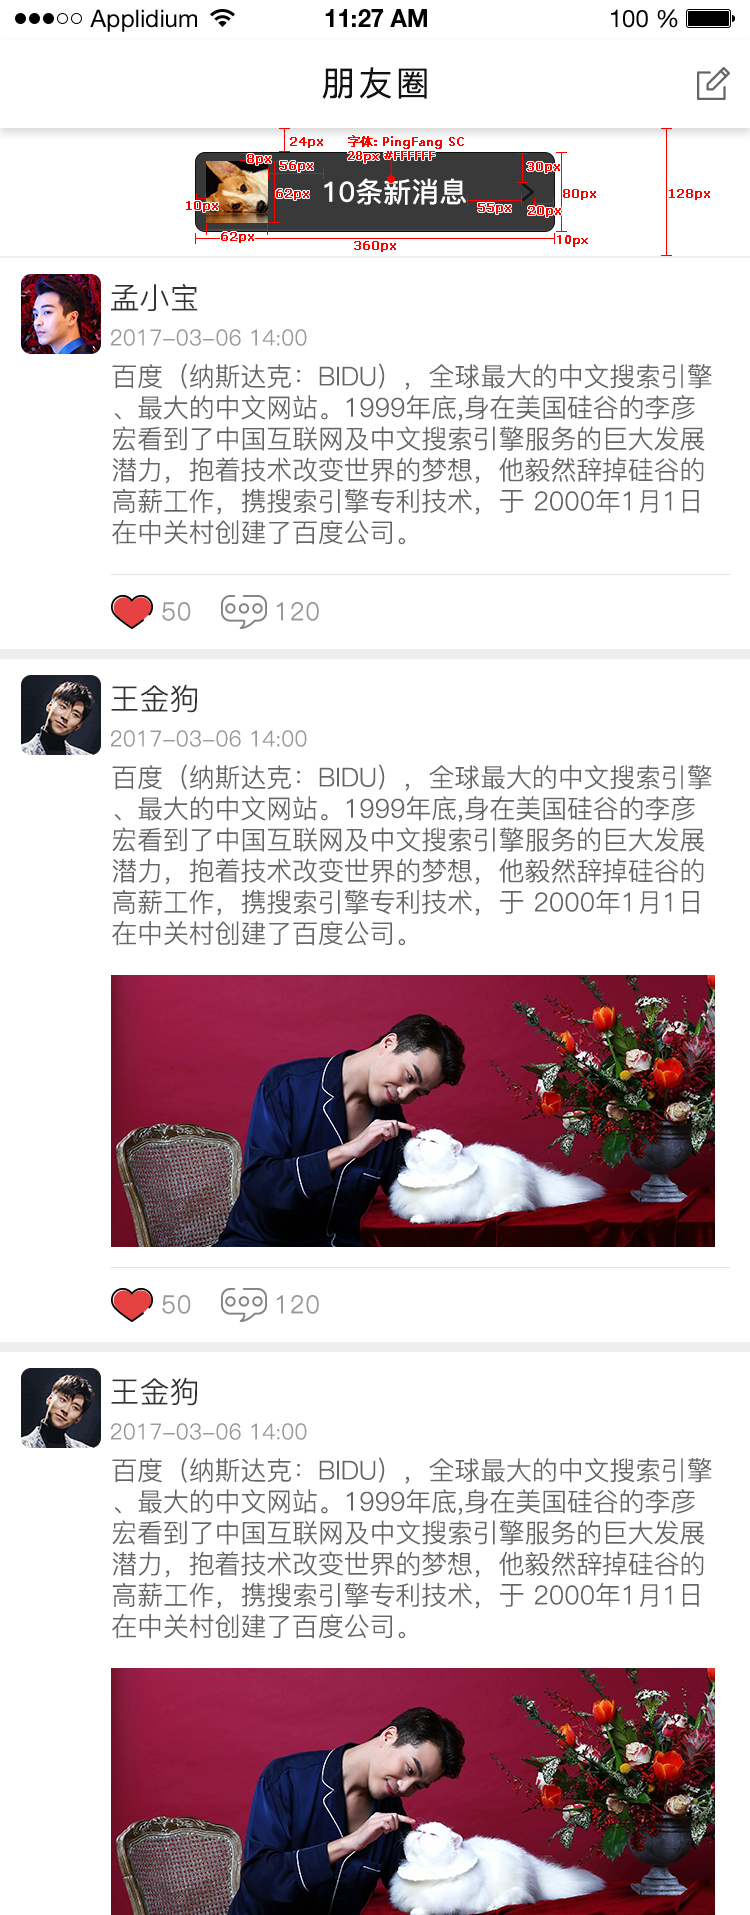 Applidium 11:27 AM 100 %
朋友圈
24px 字体: PingFang SC
28px #FFFFFF
8px 56px 30px
62px 10条新消息 80px 128px
10px 55px 20px
62px 360px 10px
孟小宝
2017-03-06 14:00
百度（纳斯达克：BIDU），全球最大的中文搜索引擎
、最大的中文网站。1999年底,身在美国硅谷的李彦
宏看到了中国互联网及中文搜索引擎服务的巨大发展
潜力，抱着技术改变世界的梦想，他毅然辞掉硅谷的
高薪工作，携搜索引擎专利技术，于 2000年1月1日
在中关村创建了百度公司。
50 120
王金狗
2017-03-06 14:00
百度（纳斯达克：BIDU），全球最大的中文搜索引擎
、最大的中文网站。1999年底,身在美国硅谷的李彦
宏看到了中国互联网及中文搜索引擎服务的巨大发展
潜力，抱着技术改变世界的梦想，他毅然辞掉硅谷的
高薪工作，携搜索引擎专利技术，于 2000年1月1日
在中关村创建了百度公司。
50 120
王金狗
2017-03-06 14:00
百度（纳斯达克：BIDU），全球最大的中文搜索引擎
、最大的中文网站。1999年底,身在美国硅谷的李彦
宏看到了中国互联网及中文搜索引擎服务的巨大发展
潜力，抱着技术改变世界的梦想，他毅然辞掉硅谷的
高薪工作，携搜索引擎专利技术，于 2000年1月1日
在中关村创建了百度公司。